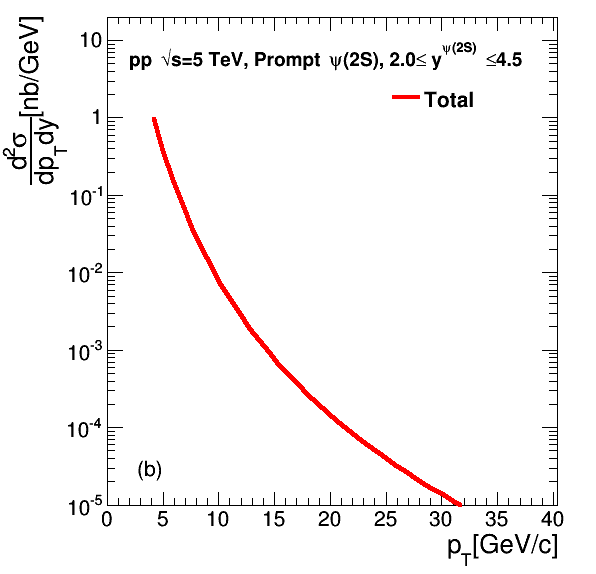 pp √s=5 TeV, Prompt ψ(2S), 2.0≤ y^ψ(2S) ≤4.5
Total
d²σ
dp_T dy
[nb/GeV]
10
1
10^-1
10^-2
10^-3
10^-4
10^-5
(b)
0 5 10 15 20 25 30 35 40
p_T[GeV/c]